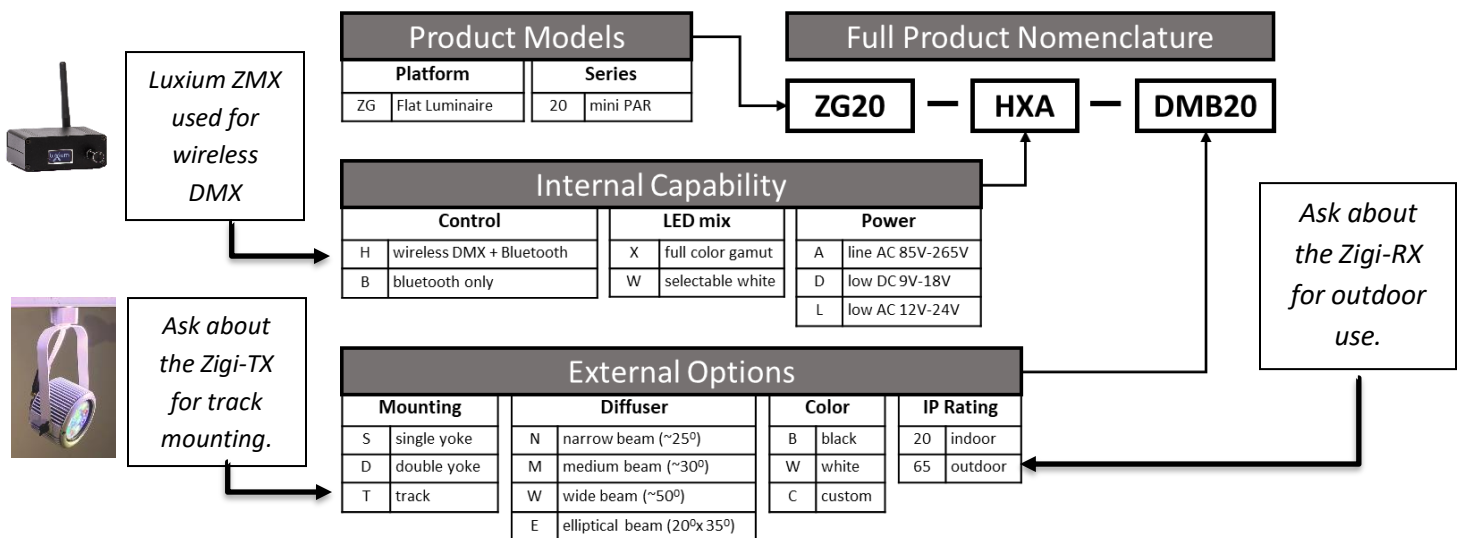 Product Models
Full Product Nomenclature
Luxium ZMX
used for
wireless
DMX
Platform Series
ZG Flat Luminaire 20 mini PAR
ZG20 — HXA — DMB20
Internal Capability
Control LED mix Power
H wireless DMX + Bluetooth X full color gamut A line AC 85V-265V
B bluetooth only W selectable white D low DC 9V-18V
L low AC 12V-24V
Ask about
the Zigi-RX
for outdoor
use.
Ask about
the Zigi-TX
for track
mounting.
External Options
Mounting Diffuser Color IP Rating
S single yoke N narrow beam (~25⁰) B black 20 indoor
D double yoke M medium beam (~30⁰) W white 65 outdoor
T track W wide beam (~50⁰) C custom
E elliptical beam (20⁰x 35⁰)